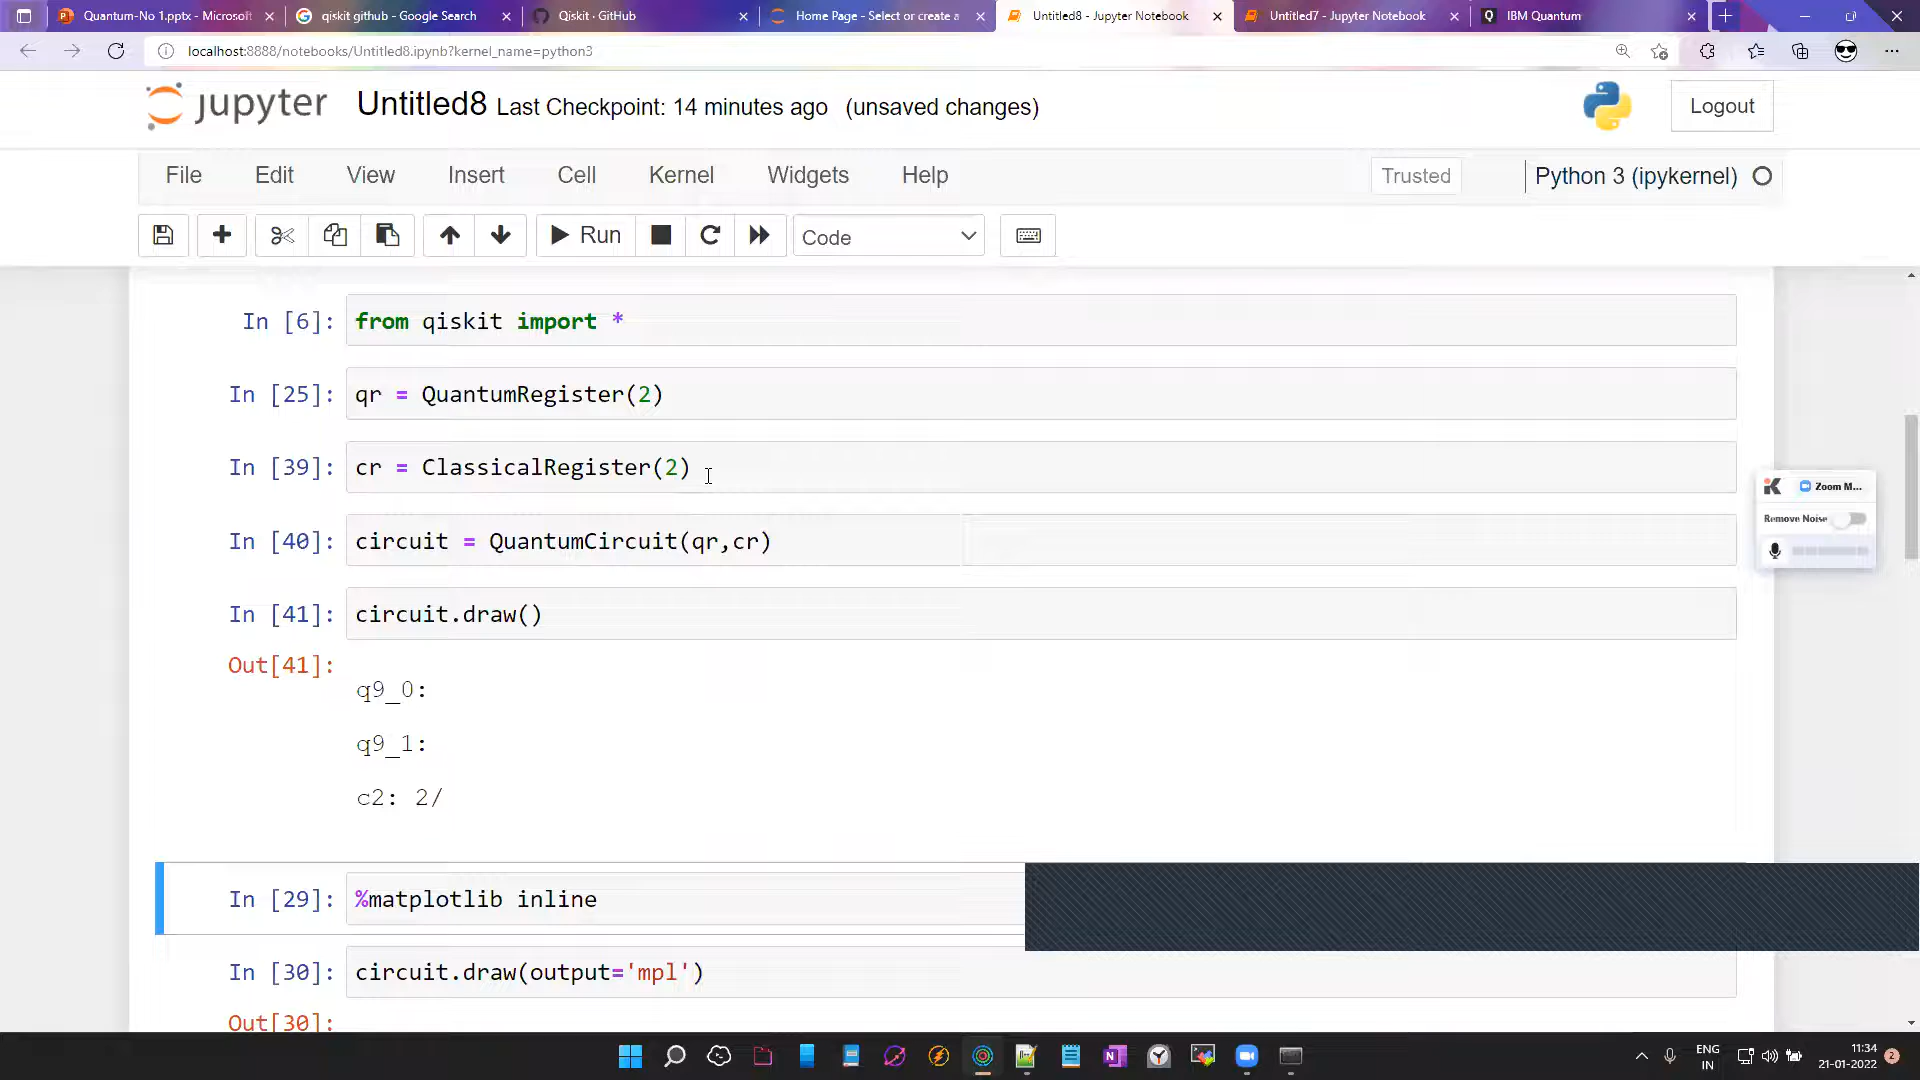 Quantum-No 1.pptx - Microsoft
qiskit github - Google Search
Qiskit · GitHub
Home Page - Select or create a
Untitled8 - Jupyter Notebook
Untitled7 - Jupyter Notebook
IBM Quantum
localhost:8888/notebooks/Untitled8.ipynb?kernel_name=python3
jupyter Untitled8 Last Checkpoint: 14 minutes ago (unsaved changes)
Logout
File Edit View Insert Cell Kernel Widgets Help
Trusted
Python 3 (ipykernel)
Run
Code
In [6]: from qiskit import *
In [25]: qr = QuantumRegister(2)
In [39]: cr = ClassicalRegister(2)
In [40]: circuit = QuantumCircuit(qr,cr)
In [41]: circuit.draw()
Out[41]:
q9_0:
q9_1:
c2: 2/
In [29]: %matplotlib inline
In [30]: circuit.draw(output='mpl')
Out[30]:
Zoom M...
Remove Noise
ENG
IN
11:34
21-01-2022
2